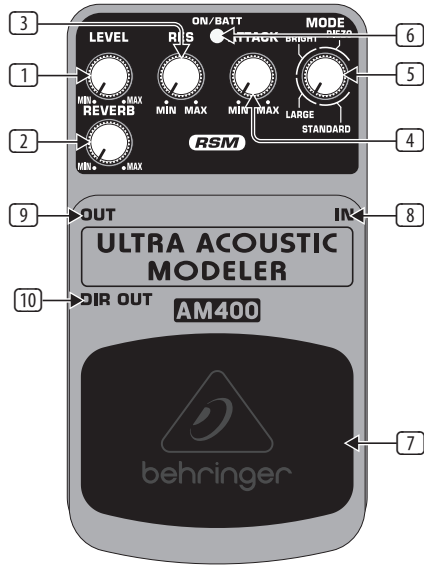 3
ON/BATT
MODE
6
LEVEL
RES
ATTACK
BRIGHT
PIEZO
1
5
MIN MAX
MIN MAX
MIN MAX
REVERB
LARGE
STANDARD
4
2
MIN MAX
RSM
9
OUT
IN
8
ULTRA ACOUSTIC
MODELER
10
DIR OUT
AM400
7
behringer